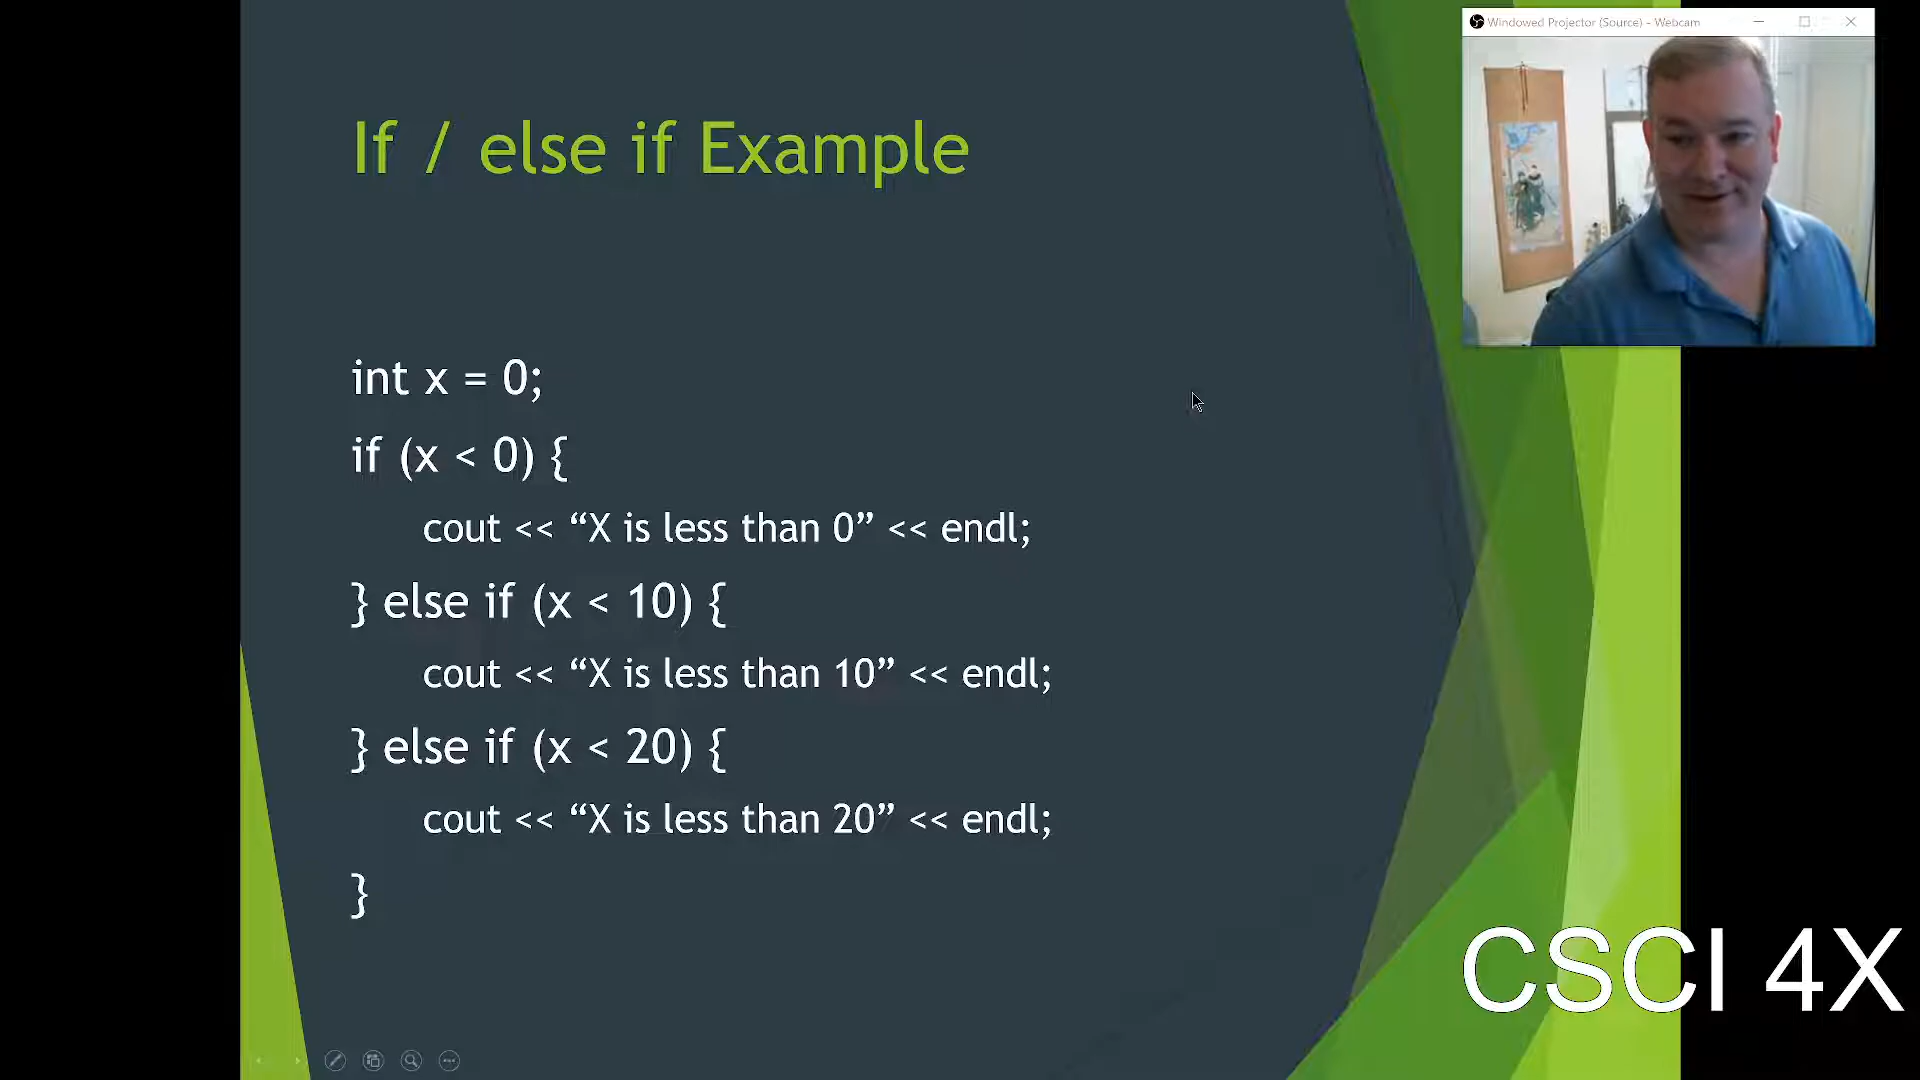 Windowed Projector (Source) - Webcam
If / else if Example
int x = 0;
if (x < 0) {
cout << “X is less than 0” << endl;
} else if (x < 10) {
cout << “X is less than 10” << endl;
} else if (x < 20) {
cout << “X is less than 20” << endl;
}
CSCI 4X